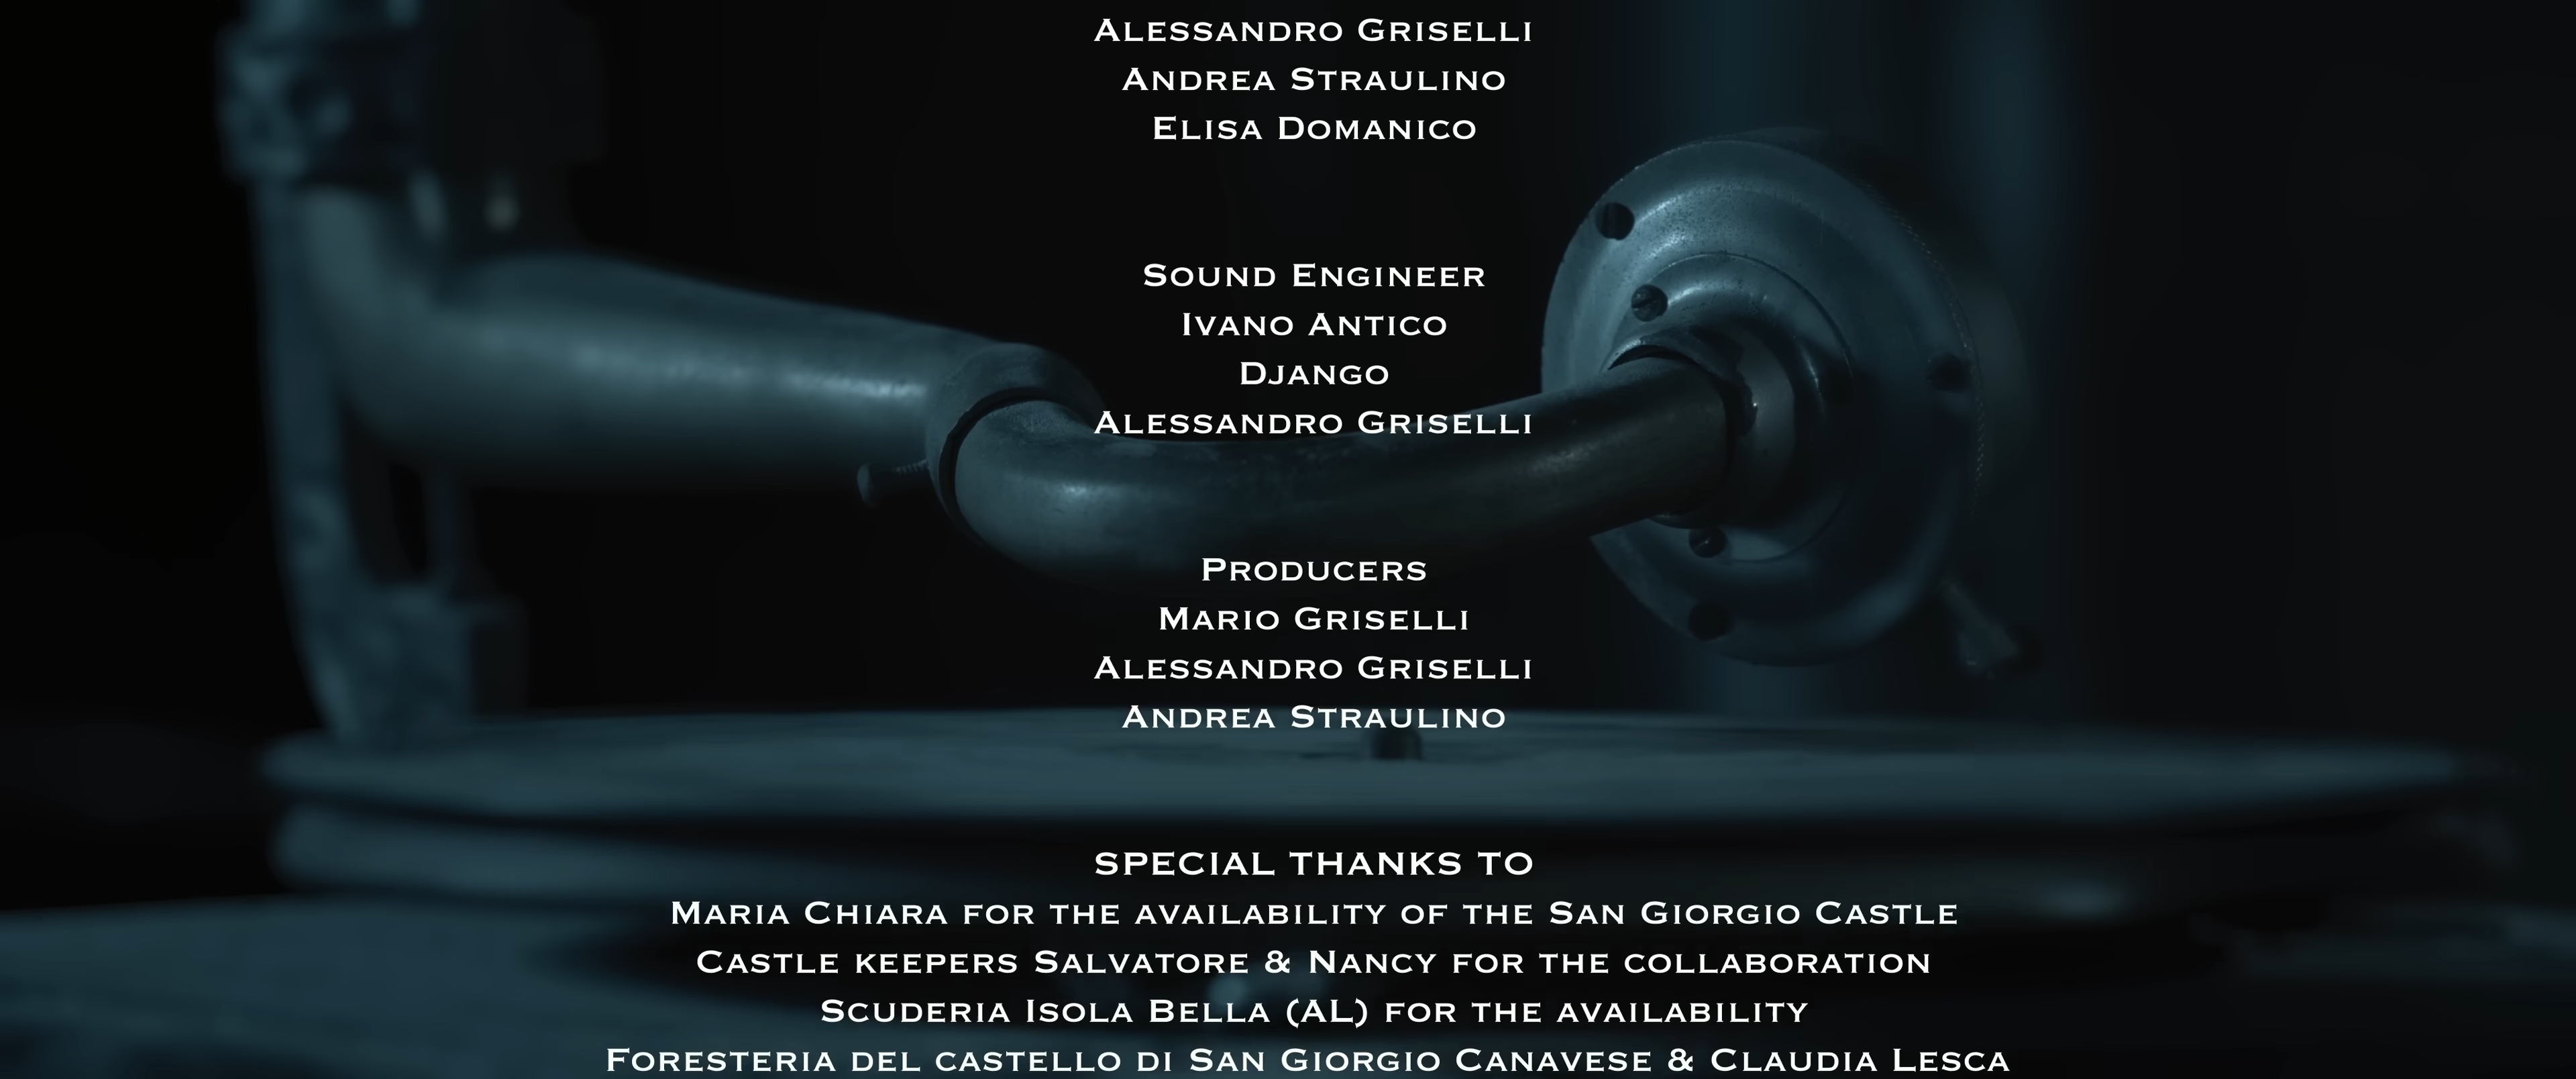 Alessandro Griselli
Andrea Straulino
Elisa Domanico
Sound Engineer
Ivano Antico
Django
Alessandro Griselli
Producers
Mario Griselli
Alessandro Griselli
Andrea Straulino
SPECIAL THANKS TO
Maria Chiara for the availability of the San Giorgio Castle
Castle keepers Salvatore & Nancy for the collaboration
Scuderia Isola Bella (AL) for the availability
Foresteria del castello di San Giorgio Canavese & Claudia Lesca